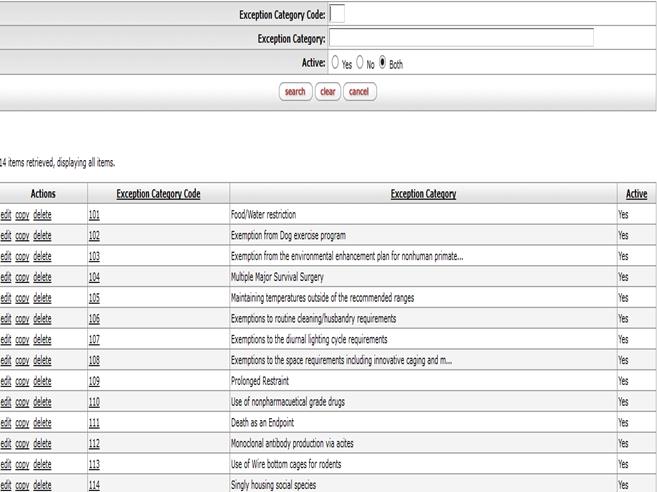 Exception Category Code:
Exception Category:
Active: Yes No Both
search clear cancel
14 items retrieved, displaying all items.
Actions Exception Category Code Exception Category Active
edit copy delete 101 Food/Water restriction Yes
edit copy delete 102 Exemption from Dog exercise program Yes
edit copy delete 103 Exemption from the environmental enhancement plan for nonhuman primate... Yes
edit copy delete 104 Multiple Major Survival Surgery Yes
edit copy delete 105 Maintaining temperatures outside of the recommended ranges Yes
edit copy delete 106 Exemptions to routine cleaning/husbandry requirements Yes
edit copy delete 107 Exemptions to the diurnal lighting cycle requirements Yes
edit copy delete 108 Exemptions to the space requirements including innovative caging and m... Yes
edit copy delete 109 Prolonged Restraint Yes
edit copy delete 110 Use of nonpharmacuetical grade drugs Yes
edit copy delete 111 Death as an Endpoint Yes
edit copy delete 112 Monoclonal antibody production via acites Yes
edit copy delete 113 Use of Wire bottom cages for rodents Yes
edit copy delete 114 Singly housing social species Yes